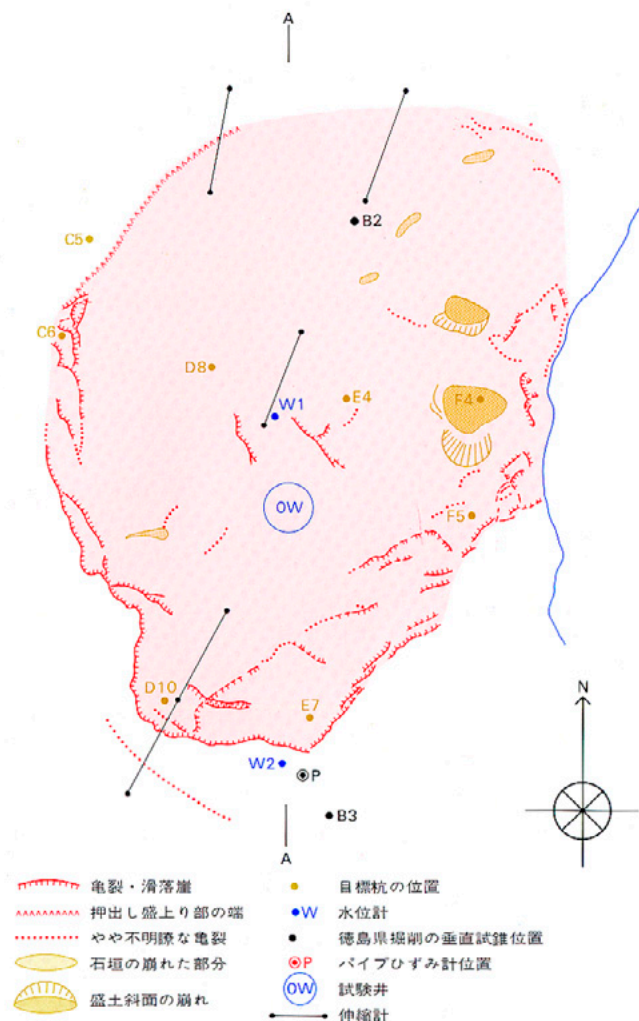 A
B2
C5
C6
D8
E4
F4
W1
OW
F5
D10
E7
N
W2
P
B3
A
亀裂・滑落崖
押出し盛上り部の端
やや不明瞭な亀裂
石垣の崩れた部分
盛土斜面の崩れ
目標杭の位置
W 水位計
徳島県掘削の垂直試錐位置
P パイプひずみ計位置
OW 試験井
伸縮計